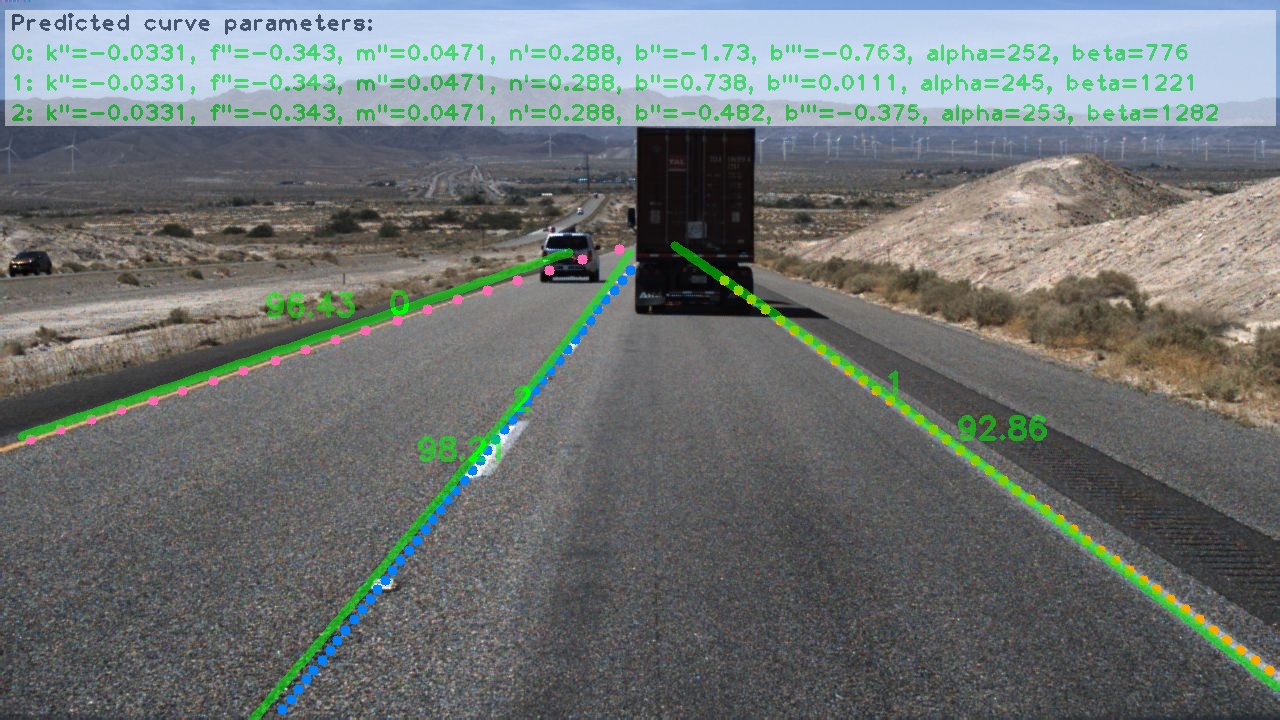 Predicted curve parameters:
0: k''=-0.0331, f''=-0.343, m''=0.0471, n'=0.288, b''=-1.73, b'''=-0.763, alpha=252, beta=776
1: k''=-0.0331, f''=-0.343, m''=0.0471, n'=0.288, b''=0.738, b'''=0.0111, alpha=245, beta=1221
2: k''=-0.0331, f''=-0.343, m''=0.0471, n'=0.288, b''=-0.482, b'''=-0.375, alpha=253, beta=1282
TAL
96.43 0
2
1
92.86